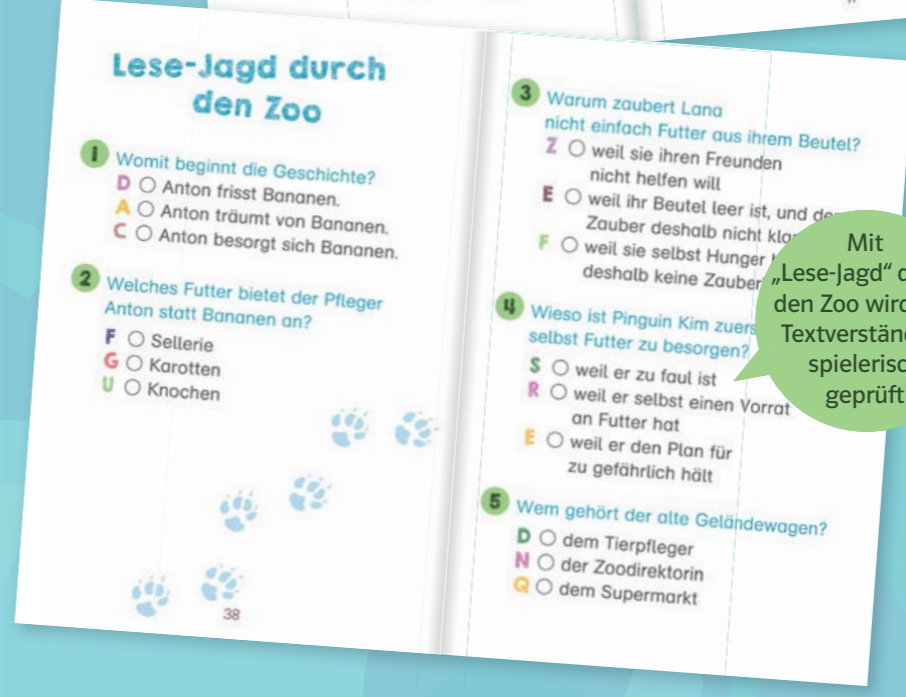 Lese-Jagd durch
den Zoo
1 Womit beginnt die Geschichte?
D Anton frisst Bananen.
A Anton träumt von Bananen.
C Anton besorgt sich Bananen.
2 Welches Futter bietet der Pfleger
Anton statt Bananen an?
F Sellerie
G Karotten
U Knochen
38
3 Warum zaubert Lana
nicht einfach Futter aus ihrem Beutel?
Z weil sie ihren Freunden
nicht helfen will
E weil ihr Beutel leer ist, und
Zauber deshalb nicht
F weil sie selbst Hunger
deshalb keine
4 Wieso ist Pinguin Kim
selbst Futter zu besorgen?
S weil er zu faul ist
R weil er selbst einen Vorrat
an Futter hat
E weil er den Plan für
zu gefährlich hält
5 Wem gehört der alte Geländewagen?
D dem Tierpfleger
N der Zoodirektorin
Q dem Supermarkt
Mit
„Lese-Jagd“
den Zoo
spielerisch
geprüft